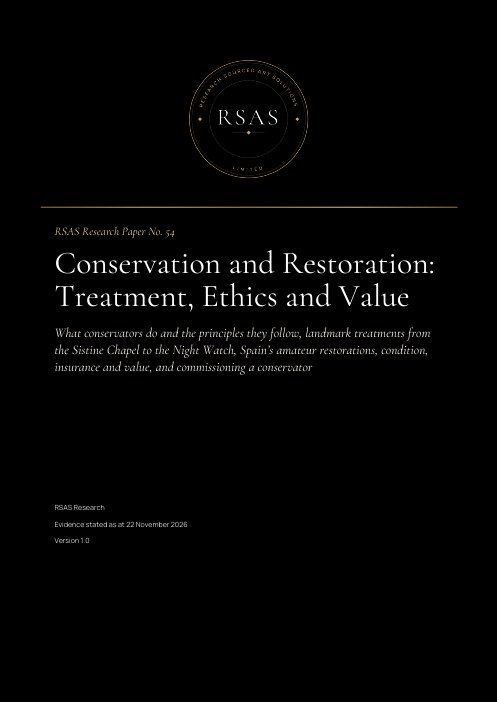 RESEARCH SOURCED ART SOLUTIONS
RSAS
LIMITED
RSAS Research Paper No. 54
Conservation and Restoration:
Treatment, Ethics and Value
What conservators do and the principles they follow, landmark treatments from
the Sistine Chapel to the Night Watch, Spain's amateur restorations, condition,
insurance and value, and commissioning a conservator
RSAS Research
Evidence stated as at 22 November 2026
Version 1.0